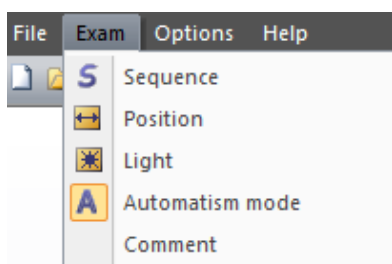 File Exam Options Help
S Sequence
Position
Light
A Automatism mode
Comment